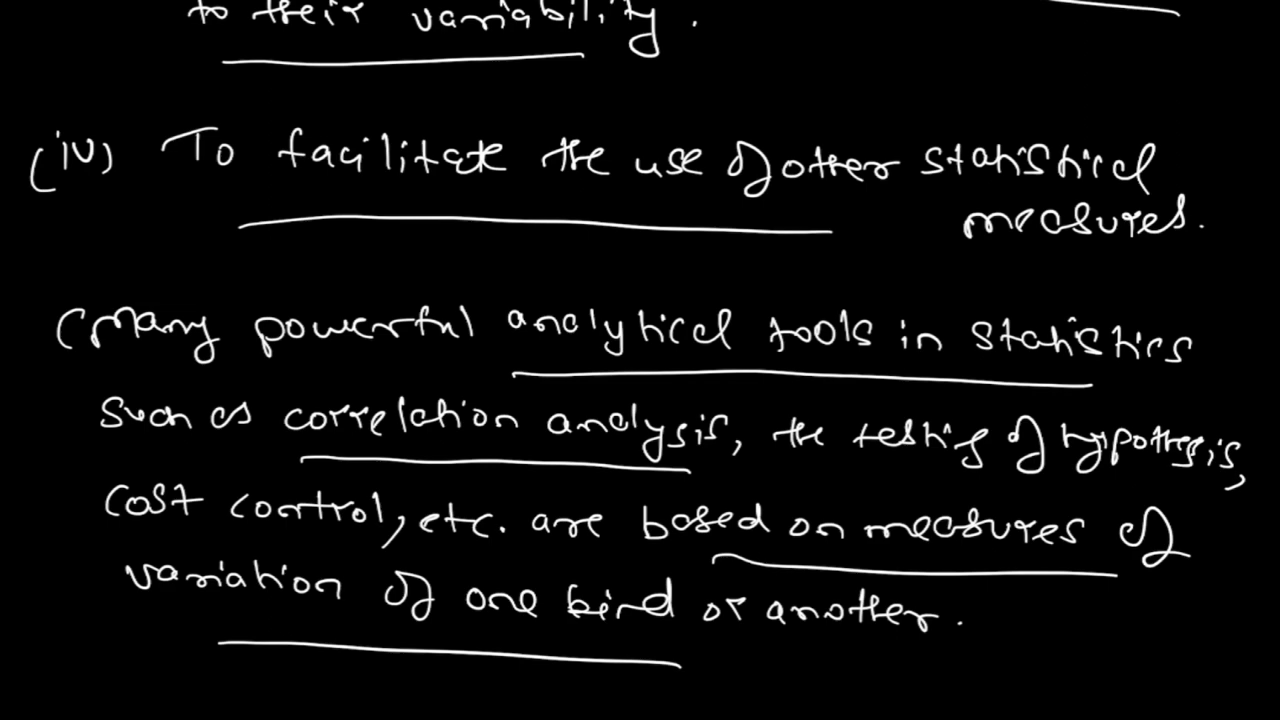 to their variability.
(iv) To facilitate the use of other statistical
measures.
(Many powerful analytical tools in statistics
such as correlation analysis, the testing of hypothesis,
cost control, etc. are based on measures of
variation of one kind or another.